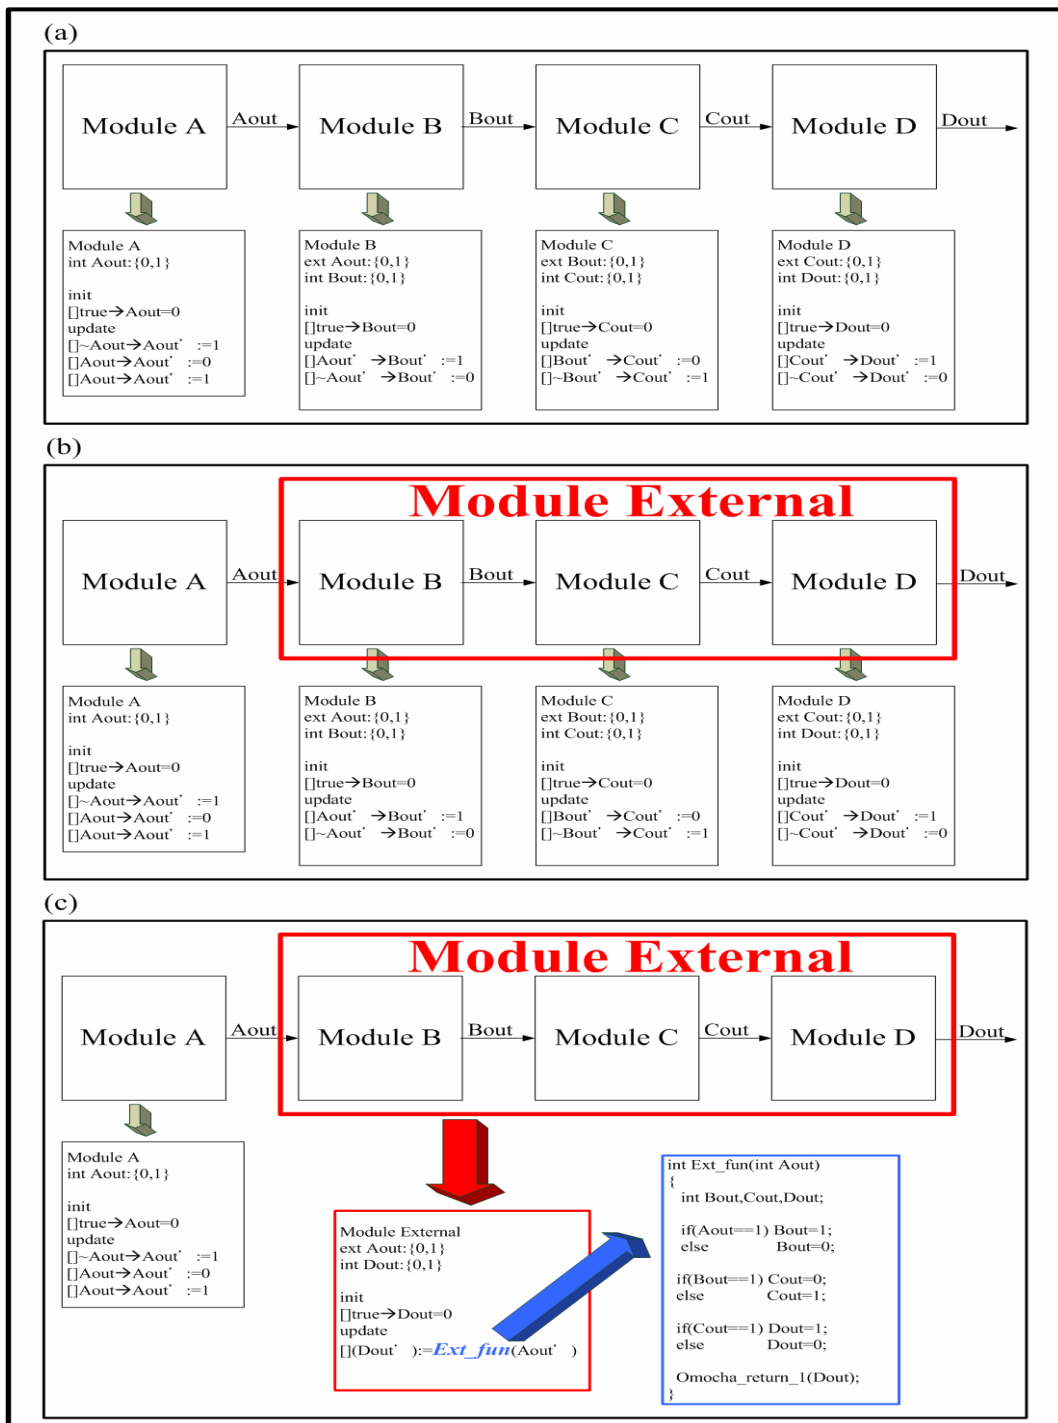 (a)
Module A
Aout
Module B
Bout
Module C
Cout
Module D
Dout
Module A
int Aout:{0,1}
init
[]true→Aout=0
update
[]~Aout→Aout' :=1
[]Aout→Aout' :=0
[]Aout→Aout' :=1
Module B
ext Aout:{0,1}
int Bout:{0,1}
init
[]true→Bout=0
update
[]Aout' →Bout' :=1
[]~Aout' →Bout' :=0
Module C
ext Bout:{0,1}
int Cout:{0,1}
init
[]true→Cout=0
update
[]Bout' →Cout' :=0
[]~Bout' →Cout' :=1
Module D
ext Cout:{0,1}
int Dout:{0,1}
init
[]true→Dout=0
update
[]Cout' →Dout' :=1
[]~Cout' →Dout' :=0
(b)
Module External
Module A
Aout
Module B
Bout
Module C
Cout
Module D
Dout
Module A
int Aout:{0,1}
init
[]true→Aout=0
update
[]~Aout→Aout' :=1
[]Aout→Aout' :=0
[]Aout→Aout' :=1
Module B
ext Aout:{0,1}
int Bout:{0,1}
init
[]true→Bout=0
update
[]Aout' →Bout' :=1
[]~Aout' →Bout' :=0
Module C
ext Bout:{0,1}
int Cout:{0,1}
init
[]true→Cout=0
update
[]Bout' →Cout' :=0
[]~Bout' →Cout' :=1
Module D
ext Cout:{0,1}
int Dout:{0,1}
init
[]true→Dout=0
update
[]Cout' →Dout' :=1
[]~Cout' →Dout' :=0
(c)
Module External
Module A
Aout
Module B
Bout
Module C
Cout
Module D
Dout
Module A
int Aout:{0,1}
init
[]true→Aout=0
update
[]~Aout→Aout' :=1
[]Aout→Aout' :=0
[]Aout→Aout' :=1
Module External
ext Aout:{0,1}
int Dout:{0,1}
init
[]true→Dout=0
update
[](Dout' ):=Ext_fun(Aout' )
int Ext_fun(int Aout)
{
int Bout,Cout,Dout;
if(Aout==1) Bout=1;
else Bout=0;
if(Bout==1) Cout=0;
else Cout=1;
if(Cout==1) Dout=1;
else Dout=0;
Omocha_return_1(Dout);
}